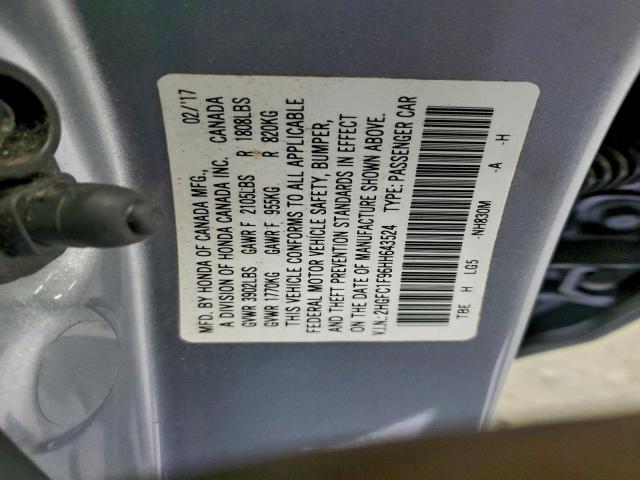 MFD. BY HONDA OF CANADA MFG., 02/'17
A DIVISION OF HONDA CANADA INC. CANADA
GVWR 3902LBS GAWR F 2105LBS R 1808LBS
GVWR 1770KG GAWR F 955KG R 820KG
THIS VEHICLE CONFORMS TO ALL APPLICABLE
FEDERAL MOTOR VEHICLE SAFETY, BUMPER,
AND THEFT PREVENTION STANDARDS IN EFFECT
ON THE DATE OF MANUFACTURE SHOWN ABOVE.
V.I.N.: 2HGFC1F96HH643524 TYPE: PASSENGER CAR
TBE H LG5 -NH830M -A -H